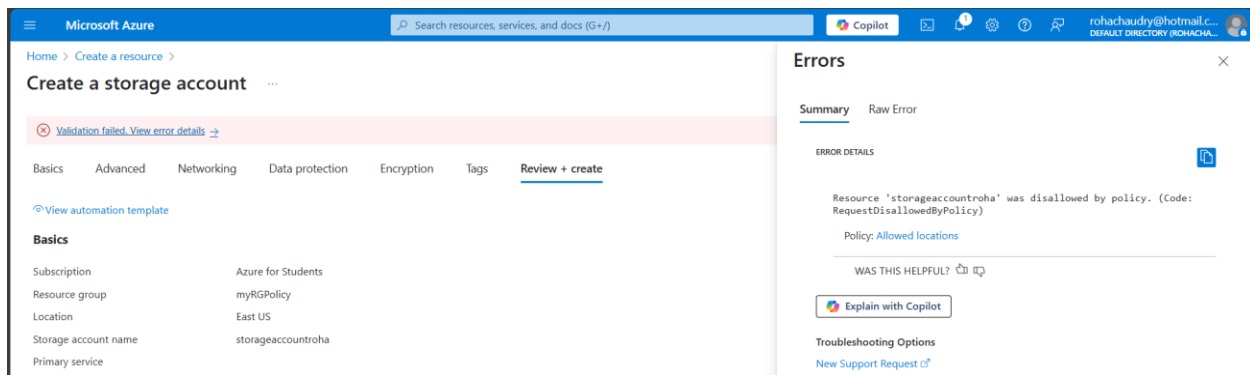 Microsoft Azure
Search resources, services, and docs (G+/)
Copilot
1
rohachaudry@hotmail.c...
DEFAULT DIRECTORY (ROHACHA...
Home > Create a resource >
Create a storage account ...
Validation failed. View error details →
Basics Advanced Networking Data protection Encryption Tags Review + create
View automation template
Basics
Subscription Azure for Students
Resource group myRGPolicy
Location East US
Storage account name storageaccountroha
Primary service
Errors
Summary Raw Error
ERROR DETAILS
Resource 'storageaccountroha' was disallowed by policy. (Code:
RequestDisallowedByPolicy)
Policy: Allowed locations
WAS THIS HELPFUL?
Explain with Copilot
Troubleshooting Options
New Support Request